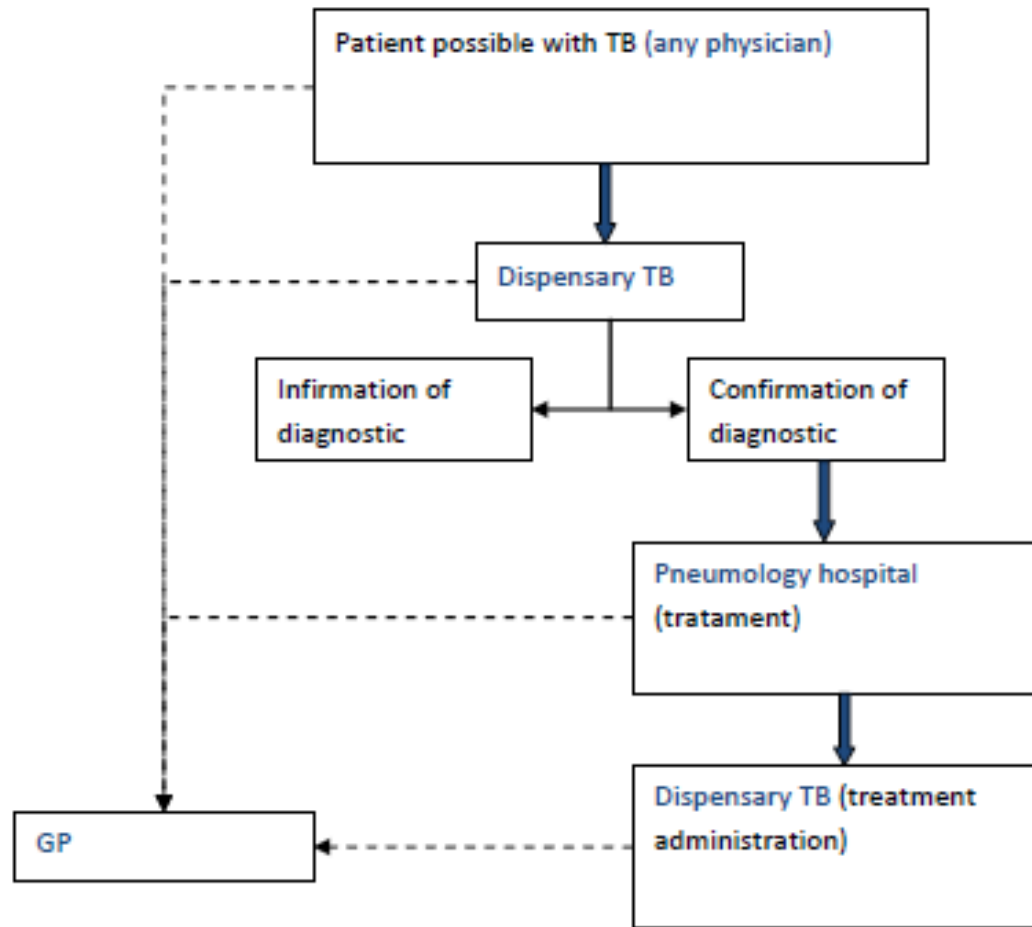 Patient possible with TB (any physician)
Dispensary TB
Infirmation of
diagnostic
Confirmation of
diagnostic
Pneumology hospital
(tratament)
Dispensary TB (treatment
administration)
GP